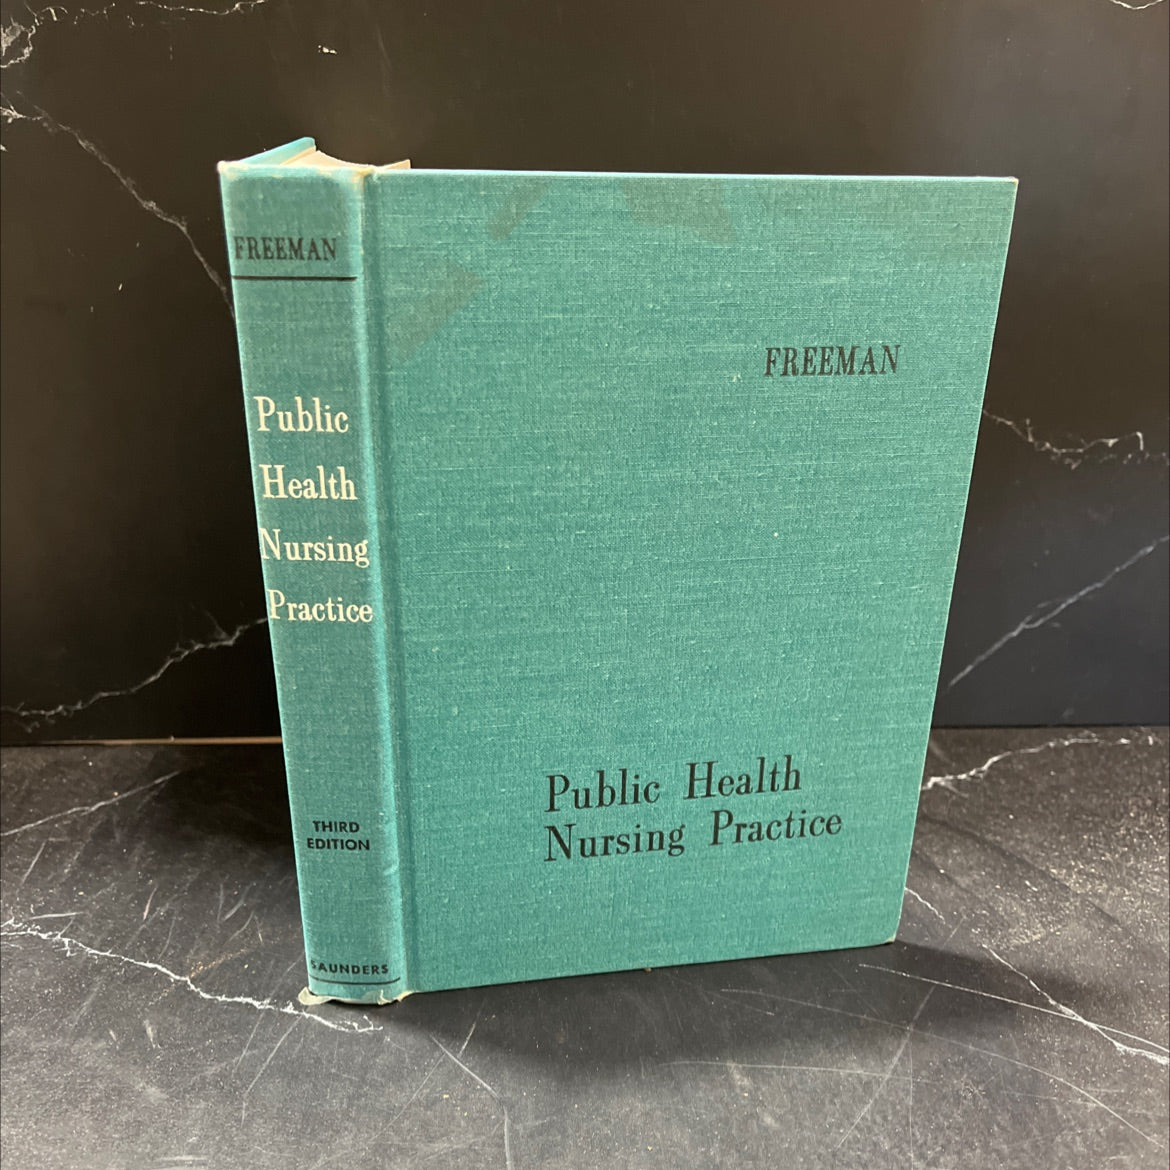 FREEMAN
Public
Health
Nursing
Practice
THIRD
EDITION
SAUNDERS
FREEMAN
Public Health
Nursing Practice